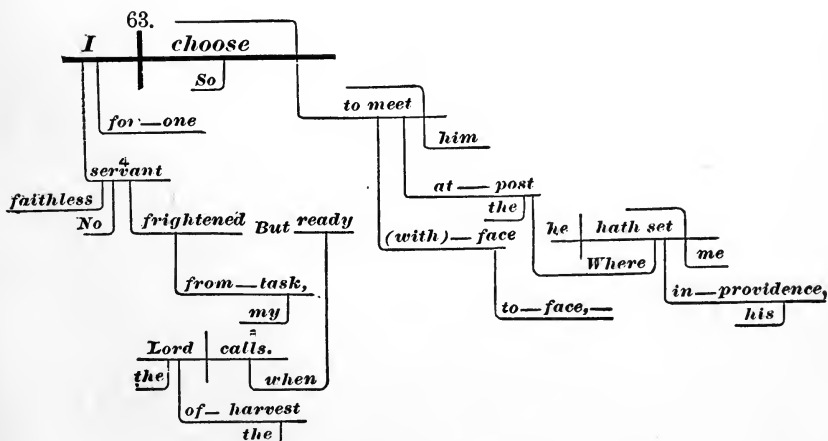 63.
I choose
So
for—one
to meet
him
4
servant
at — post
the
faithless
No
frightened
But ready
(with)—face
he hath set
Where
me
from—task,
my
to—face,—
in—providence,
his
Lord calls.
the
when
of— harvest
the